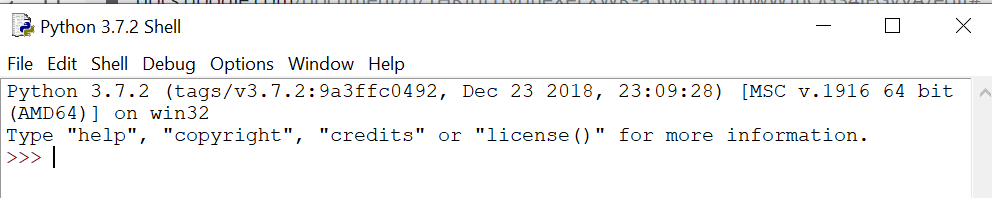 Python 3.7.2 Shell
File Edit Shell Debug Options Window Help
Python 3.7.2 (tags/v3.7.2:9a3ffc0492, Dec 23 2018, 23:09:28) [MSC v.1916 64 bit
(AMD64)] on win32
Type "help", "copyright", "credits" or "license()" for more information.
>>>